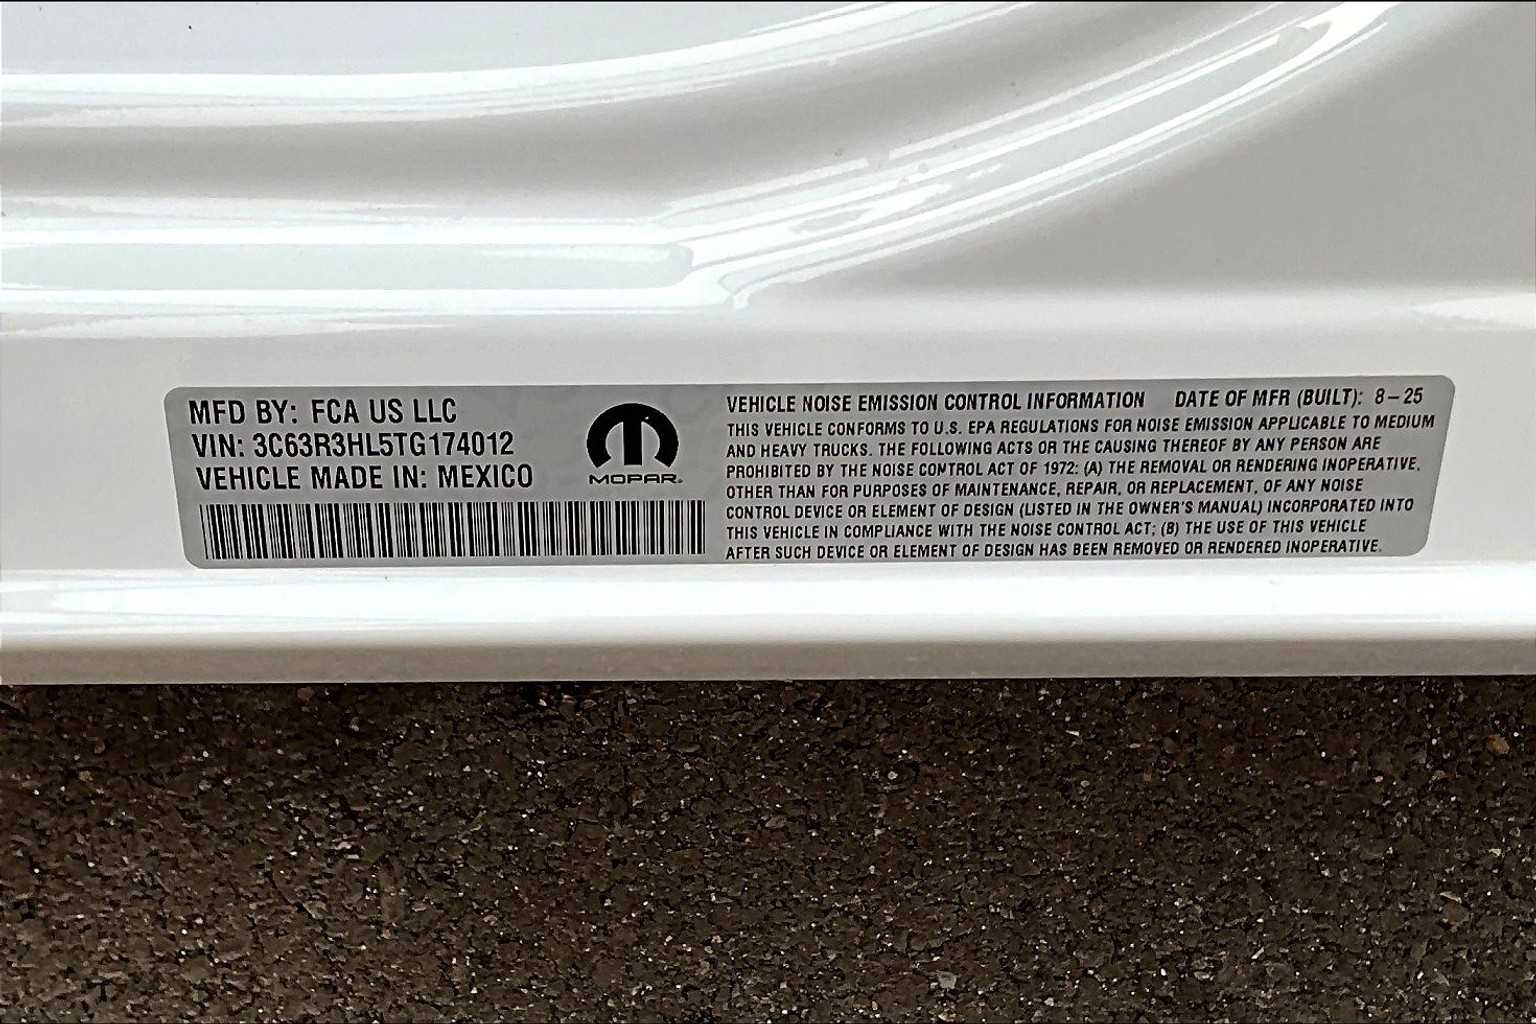 MFD BY: FCA US LLC
VIN: 3C63R3HL5TG174012
VEHICLE MADE IN: MEXICO
MOPAR®
VEHICLE NOISE EMISSION CONTROL INFORMATION DATE OF MFR (BUILT): 8-25
THIS VEHICLE CONFORMS TO U.S. EPA REGULATIONS FOR NOISE EMISSION APPLICABLE TO MEDIUM
AND HEAVY TRUCKS. THE FOLLOWING ACTS OR THE CAUSING THEREOF BY ANY PERSON ARE
PROHIBITED BY THE NOISE CONTROL ACT OF 1972: (A) THE REMOVAL OR RENDERING INOPERATIVE,
OTHER THAN FOR PURPOSES OF MAINTENANCE, REPAIR, OR REPLACEMENT, OF ANY NOISE
CONTROL DEVICE OR ELEMENT OF DESIGN (LISTED IN THE OWNER'S MANUAL) INCORPORATED INTO
THIS VEHICLE IN COMPLIANCE WITH THE NOISE CONTROL ACT; (B) THE USE OF THIS VEHICLE
AFTER SUCH DEVICE OR ELEMENT OF DESIGN HAS BEEN REMOVED OR RENDERED INOPERATIVE.